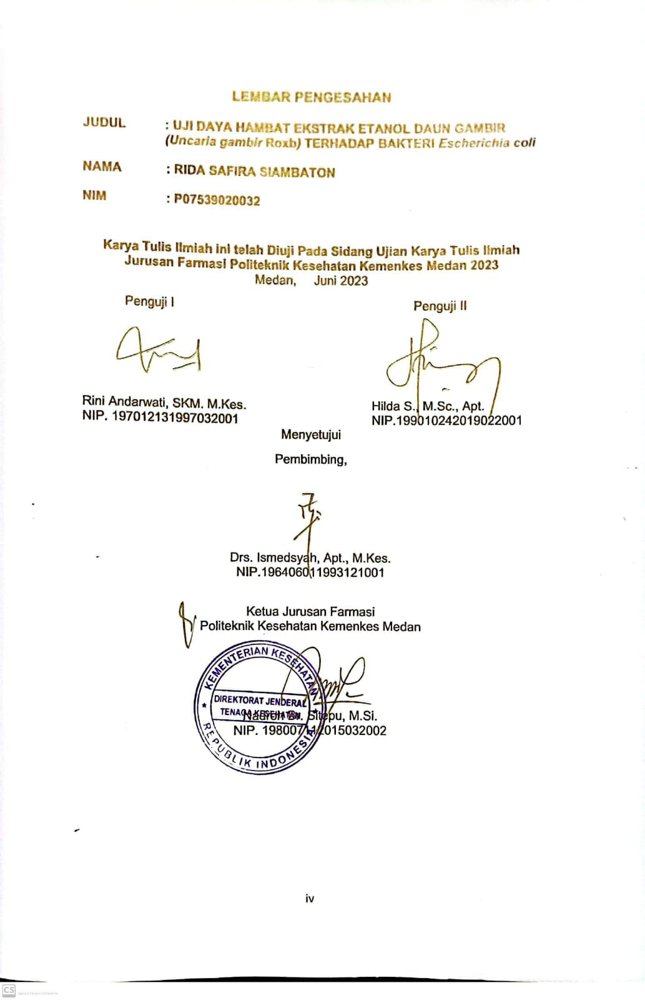 LEMBAR PENGESAHAN
JUDUL : UJI DAYA HAMBAT EKSTRAK ETANOL DAUN GAMBIR
(Uncaria gambir Roxb) TERHADAP BAKTERI Escherichia coli
NAMA : RIDA SAFIRA SIAMBATON
NIM : P07539020032
Karya Tulis Ilmiah ini telah Diuji Pada Sidang Ujian Karya Tulis Ilmiah
Jurusan Farmasi Politeknik Kesehatan Kemenkes Medan 2023
Medan, Juni 2023
Penguji I
Penguji II
Rini Andarwati, SKM. M.Kes.
NIP. 197012131997032001
Hilda S., M.Sc., Apt.
NIP.199010242019022001
Menyetujui
Pembimbing,
Drs. Ismedsyah, Apt., M.Kes.
NIP.196406011993121001
Ketua Jurusan Farmasi
Politeknik Kesehatan Kemenkes Medan
KEMENTERIAN KESEHATAN
DIREKTORAT JENDERAL
TENAGA KESEHATAN
REPUBLIK INDONESIA
Br. Sitepu, M.Si.
NIP. 198007112015032002
iv
CS